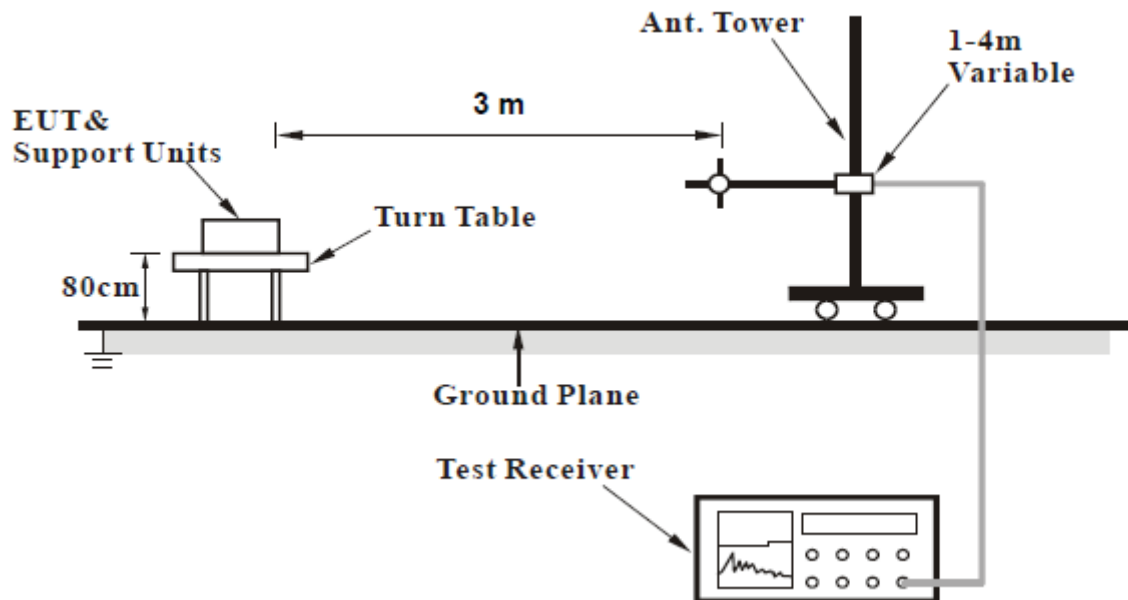 Ant. Tower
1-4m
Variable
3 m
EUT&
Support Units
Turn Table
80cm
Ground Plane
Test Receiver